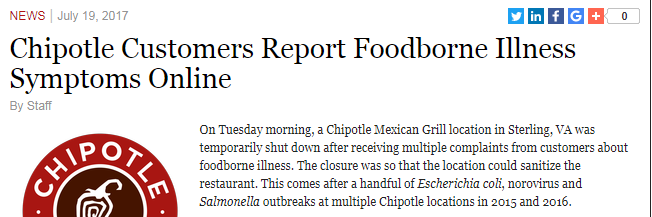 NEWS | July 19, 2017
0
Chipotle Customers Report Foodborne Illness
Symptoms Online
By Staff
On Tuesday morning, a Chipotle Mexican Grill location in Sterling, VA was
temporarily shut down after receiving multiple complaints from customers about
foodborne illness. The closure was so that the location could sanitize the
restaurant. This comes after a handful of Escherichia coli, norovirus and
Salmonella outbreaks at multiple Chipotle locations in 2015 and 2016.
CHIPOTLE